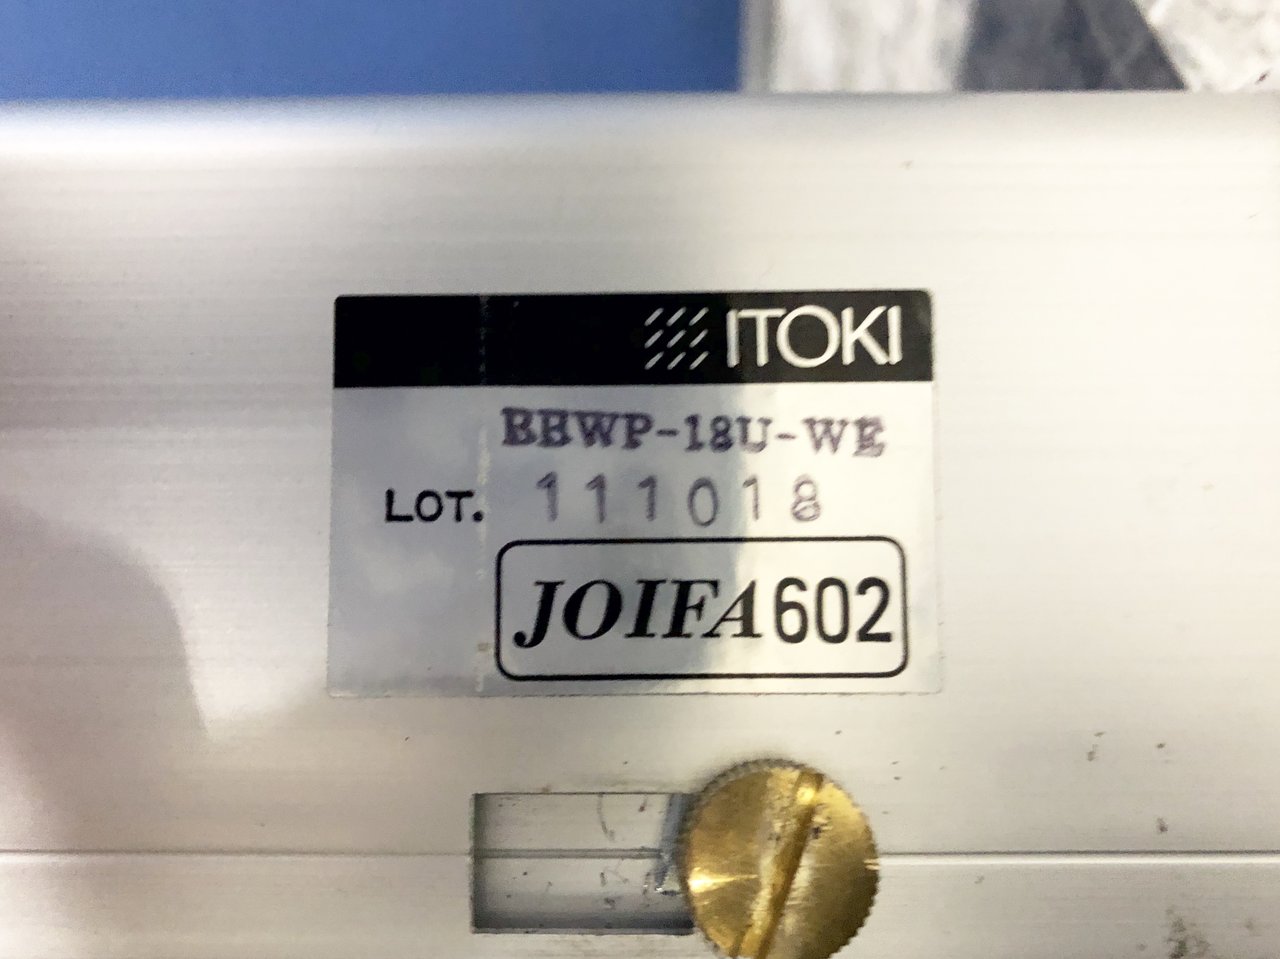 ITOKI
BBWP-18U-WE
LOT. 111018
JOIFA602